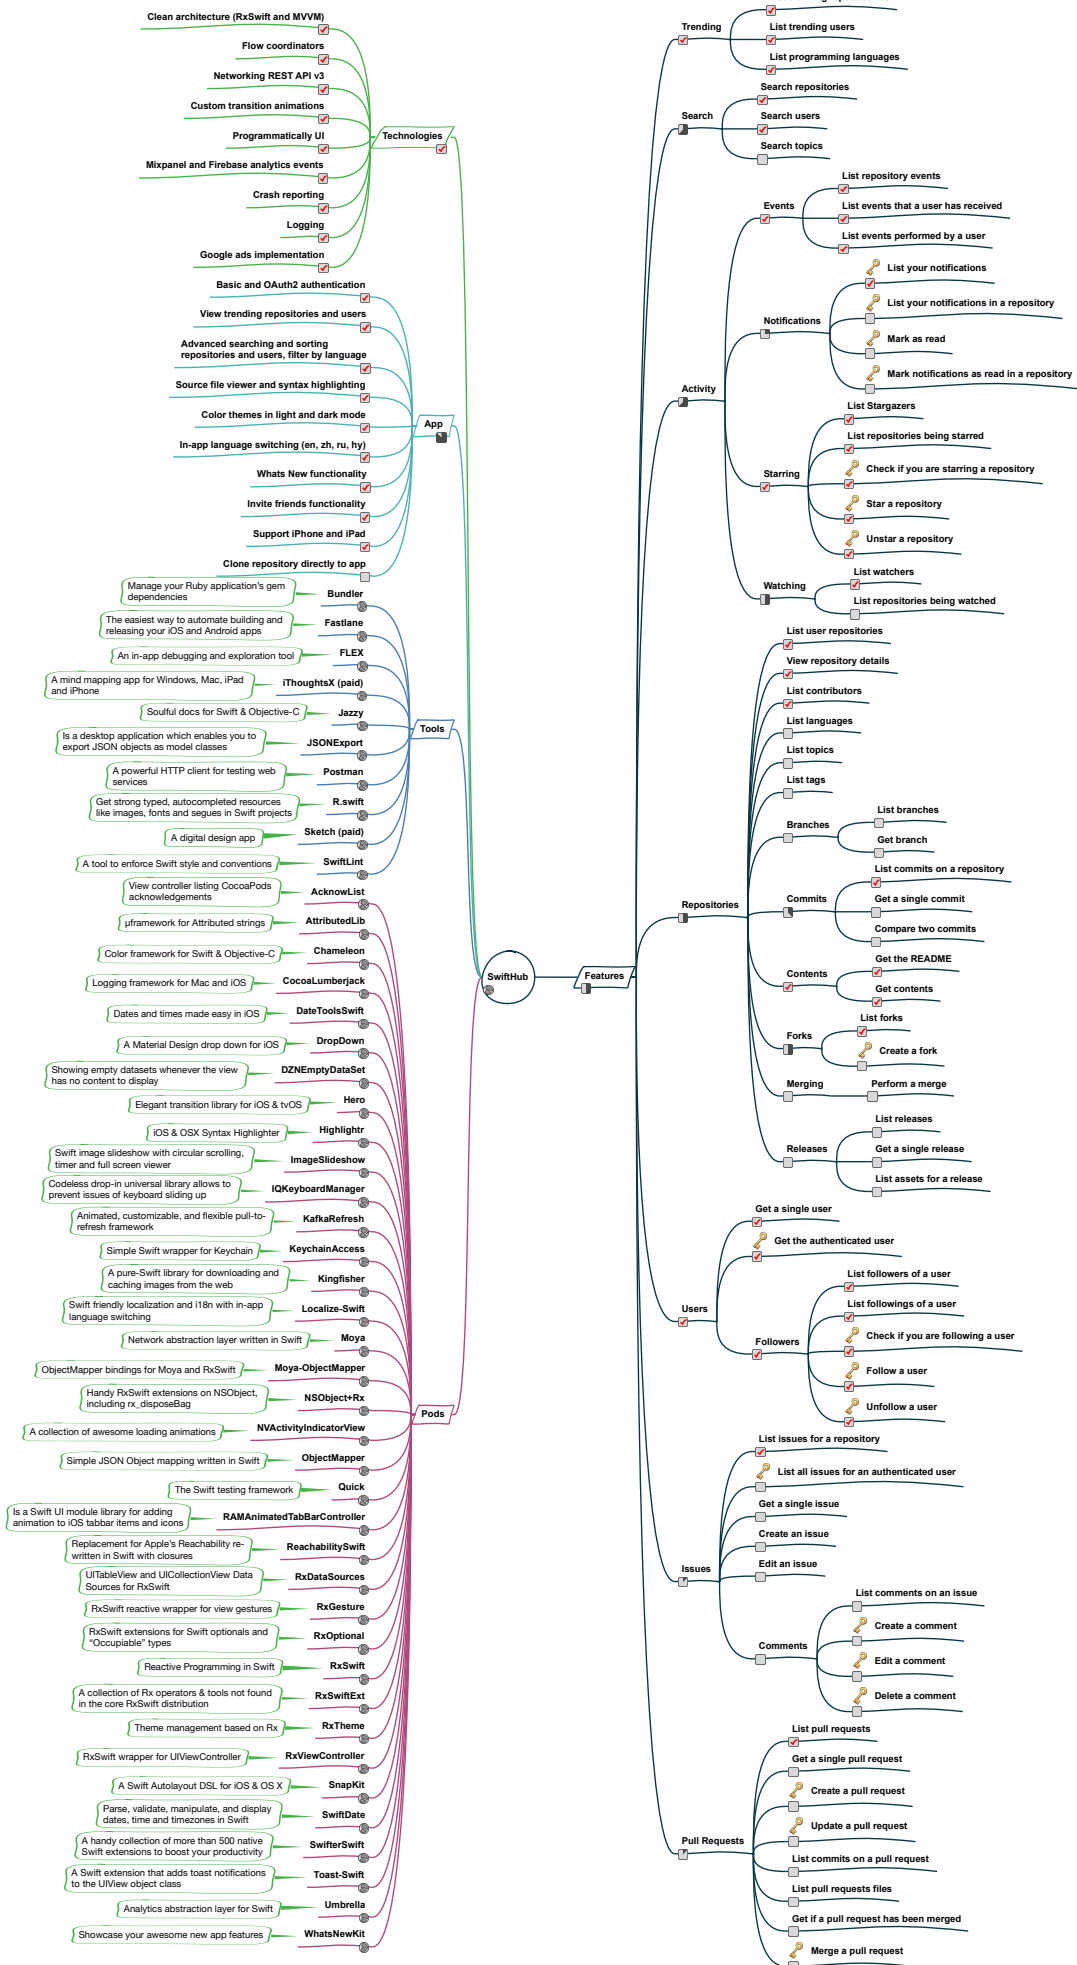 Clean architecture (RxSwift and MVVM)
Flow coordinators
Networking REST API v3
Custom transition animations
Programmatically UI
Mixpanel and Firebase analytics events
Crash reporting
Logging
Google ads implementation
Technologies
Basic and OAuth2 authentication
View trending repositories and users
Advanced searching and sorting
repositories and users, filter by language
Source file viewer and syntax highlighting
Color themes in light and dark mode
In-app language switching (en, zh, ru, hy)
Whats New functionality
Invite friends functionality
Support iPhone and iPad
Clone repository directly to app
App
Manage your Ruby application's gem
dependencies
Bundler
The easiest way to automate building and
releasing your iOS and Android apps
Fastlane
An in-app debugging and exploration tool
FLEX
A mind mapping app for Windows, Mac, iPad
and iPhone
iThoughtsX (paid)
Soulful docs for Swift & Objective-C
Jazzy
Is a desktop application which enables you to
export JSON objects as model classes
JSONExport
A powerful HTTP client for testing web
services
Postman
Get strong typed, autocompleted resources
like images, fonts and segues in Swift projects
R.swift
A digital design app
Sketch (paid)
A tool to enforce Swift style and conventions
SwiftLint
Tools
View controller listing CocoaPods
acknowledgements
AcknowList
µframework for Attributed strings
AttributedLib
Color framework for Swift & Objective-C
Chameleon
Logging framework for Mac and iOS
CocoaLumberjack
Dates and times made easy in iOS
DateToolsSwift
A Material Design drop down for iOS
DropDown
Showing empty datasets whenever the view
has no content to display
DZNEmptyDataSet
Elegant transition library for iOS & tvOS
Hero
iOS & OSX Syntax Highlighter
Highlightr
Swift image slideshow with circular scrolling,
timer and full screen viewer
ImageSlideshow
Codeless drop-in universal library allows to
prevent issues of keyboard sliding up
IQKeyboardManager
Animated, customizable, and flexible pull-to-
refresh framework
KafkaRefresh
Simple Swift wrapper for Keychain
KeychainAccess
A pure-Swift library for downloading and
caching images from the web
Kingfisher
Swift friendly localization and i18n with in-app
language switching
Localize-Swift
Network abstraction layer written in Swift
Moya
ObjectMapper bindings for Moya and RxSwift
Moya-ObjectMapper
Handy RxSwift extensions on NSObject,
including rx_disposeBag
NSObject+Rx
A collection of awesome loading animations
NVActivityIndicatorView
Simple JSON Object mapping written in Swift
ObjectMapper
The Swift testing framework
Quick
Is a Swift UI module library for adding
animation to iOS tabbar items and icons
RAMAnimatedTabBarController
Replacement for Apple's Reachability re-
written in Swift with closures
ReachabilitySwift
UITableView and UICollectionView Data
Sources for RxSwift
RxDataSources
RxSwift reactive wrapper for view gestures
RxGesture
RxSwift extensions for Swift optionals and
“Occupiable” types
RxOptional
Reactive Programming in Swift
RxSwift
A collection of Rx operators & tools not found
in the core RxSwift distribution
RxSwiftExt
Theme management based on Rx
RxTheme
RxSwift wrapper for UIViewController
RxViewController
A Swift Autolayout DSL for iOS & OS X
SnapKit
Parse, validate, manipulate, and display
dates, time and timezones in Swift
SwiftDate
A handy collection of more than 500 native
Swift extensions to boost your productivity
SwifterSwift
A Swift extension that adds toast notifications
to the UIView object class
Toast-Swift
Analytics abstraction layer for Swift
Umbrella
Showcase your awesome new app features
WhatsNewKit
Pods
SwiftHub
Features
Trending
List trending users
List programming languages
Search
Search repositories
Search users
Search topics
Activity
Events
List repository events
List events that a user has received
List events performed by a user
Notifications
List your notifications
List your notifications in a repository
Mark as read
Mark notifications as read in a repository
Starring
List Stargazers
List repositories being starred
Check if you are starring a repository
Star a repository
Unstar a repository
Watching
List watchers
List repositories being watched
Repositories
List user repositories
View repository details
List contributors
List languages
List topics
List tags
Branches
List branches
Get branch
Commits
List commits on a repository
Get a single commit
Compare two commits
Contents
Get the README
Get contents
Forks
List forks
Create a fork
Merging
Perform a merge
Releases
List releases
Get a single release
List assets for a release
Users
Get a single user
Get the authenticated user
Followers
List followers of a user
List followings of a user
Check if you are following a user
Follow a user
Unfollow a user
Issues
List issues for a repository
List all issues for an authenticated user
Get a single issue
Create an issue
Edit an issue
Comments
List comments on an issue
Create a comment
Edit a comment
Delete a comment
Pull Requests
List pull requests
Get a single pull request
Create a pull request
Update a pull request
List commits on a pull request
List pull requests files
Get if a pull request has been merged
Merge a pull request